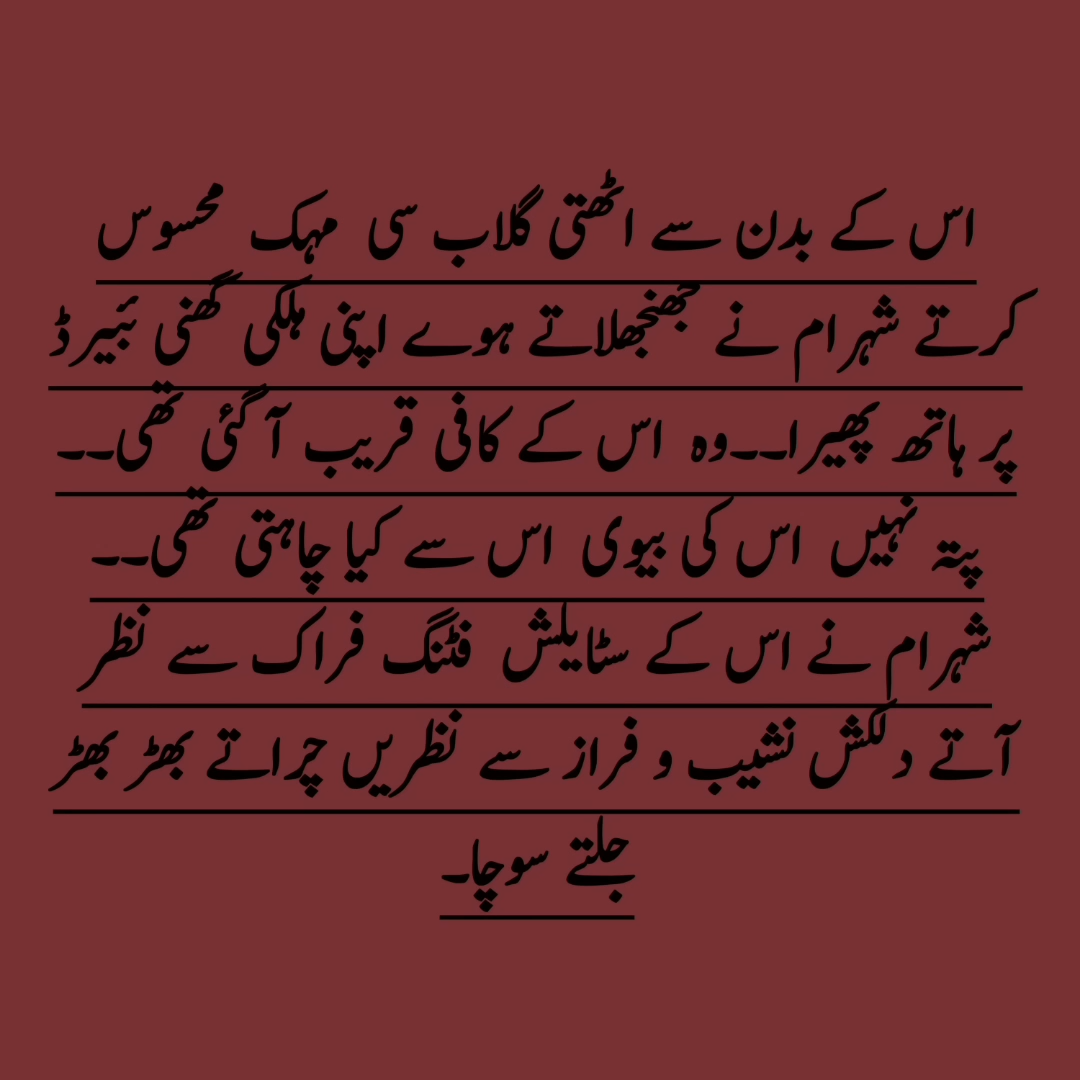 اس کے بدن سے اٹھتی گلاب سی مہک محسوس
کرتے شہرام نے جھنجھلاتے ہوے اپنی ہلکی گھنی بئیرڈ
پر ہاتھ پھیرا۔۔وہ اس کے کافی قریب آگئی تھی۔۔
پتہ نہیں اس کی بیوی اس سے کیا چاہتی تھی۔۔
شہرام نے اس کے سٹایلش فٹنگ فراک سے نظر
آتے دلکش نشیب و فراز سے نظریں چراتے بھڑ بھڑ
جلتے سوچا۔